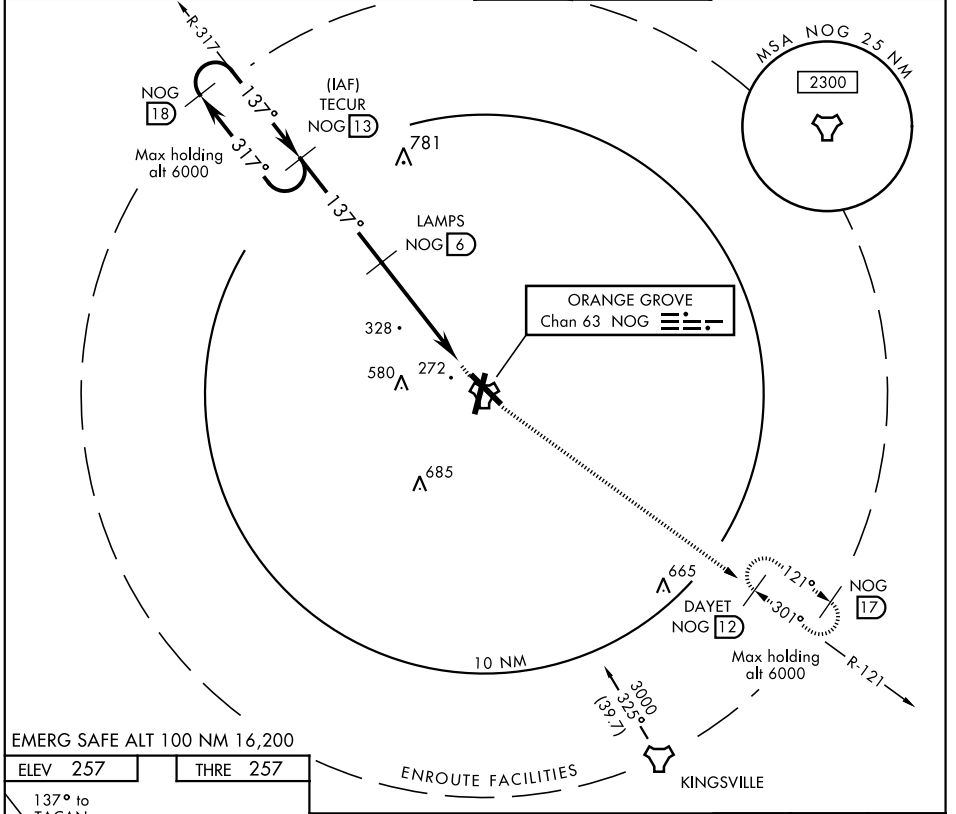 R-317
NOG
18
137°
317°
Max holding
alt 6000
(IAF)
TECUR
NOG 13
781
137°
LAMPS
NOG 6
MSA NOG 25 NM
2300
ORANGE GROVE
Chan 63 NOG
328
580
272
685
665
DAYET
NOG 12
121°
301°
NOG
17
Max holding
alt 6000
R-121
10 NM
3000
325°
(39.7)
KINGSVILLE
ENROUTE FACILITIES
EMERG SAFE ALT 100 NM 16,200
ELEV 257
THRE 257
137° to
TACAN